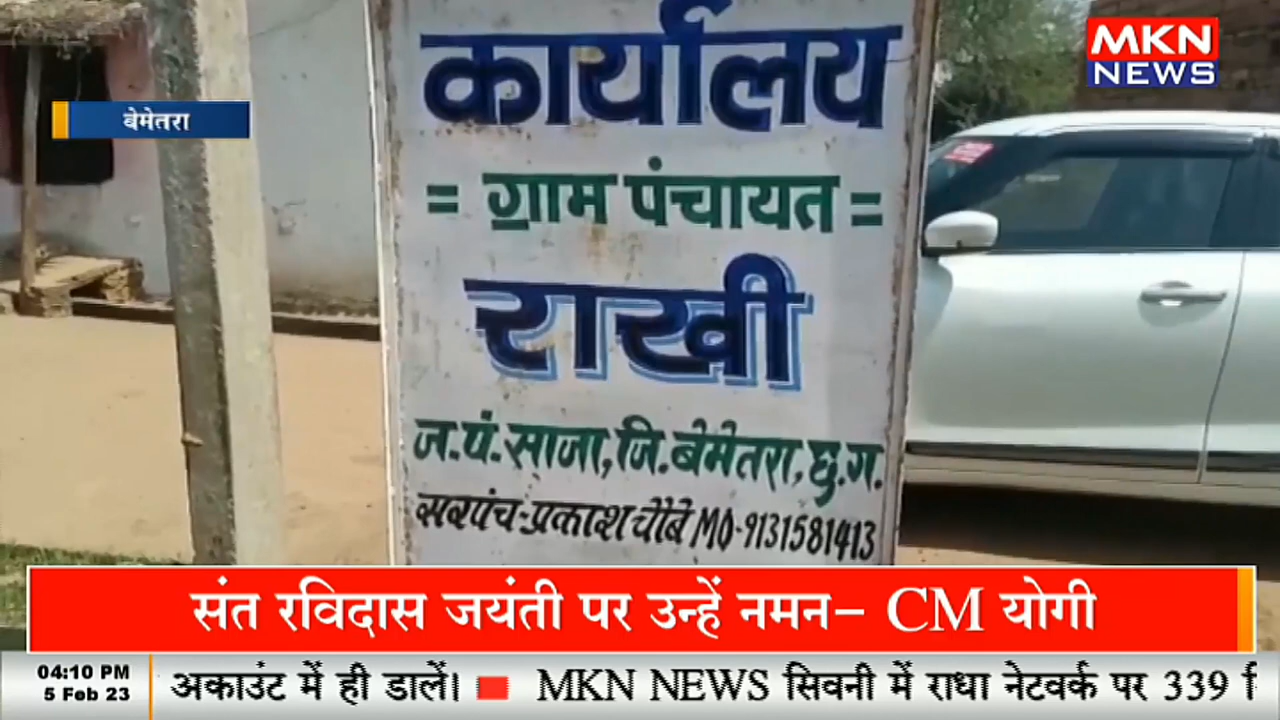 कार्यालय
MKN
NEWS
बेमेतरा
= ग्राम पंचायत =
राखी
ज.पं.साजा, जि.बेमेतरा, छ.ग.
सरपंच-प्रकाश चौबे MO-9131581413
संत रविदास जयंती पर उन्हें नमन- CM योगी
04:10 PM
5 Feb 23
अकाउंट में ही डालें। ■ MKN NEWS सिवनी में राधा नेटवर्क पर 339